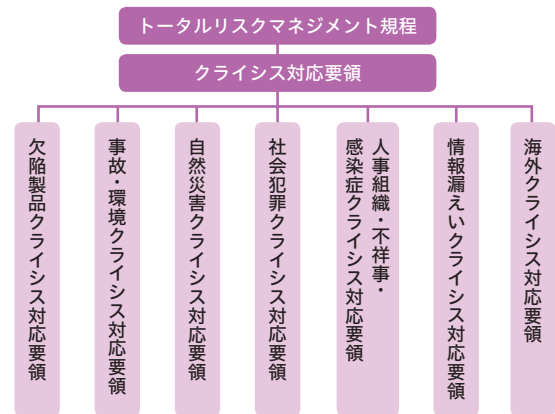 トータルリスクマネジメント規程
クライシス対応要領
欠陥製品クライシス対応要領
事故・環境クライシス対応要領
自然災害クライシス対応要領
社会犯罪クライシス対応要領
人事組織・不祥事・
感染症クライシス対応要領
情報漏えいクライシス対応要領
海外クライシス対応要領